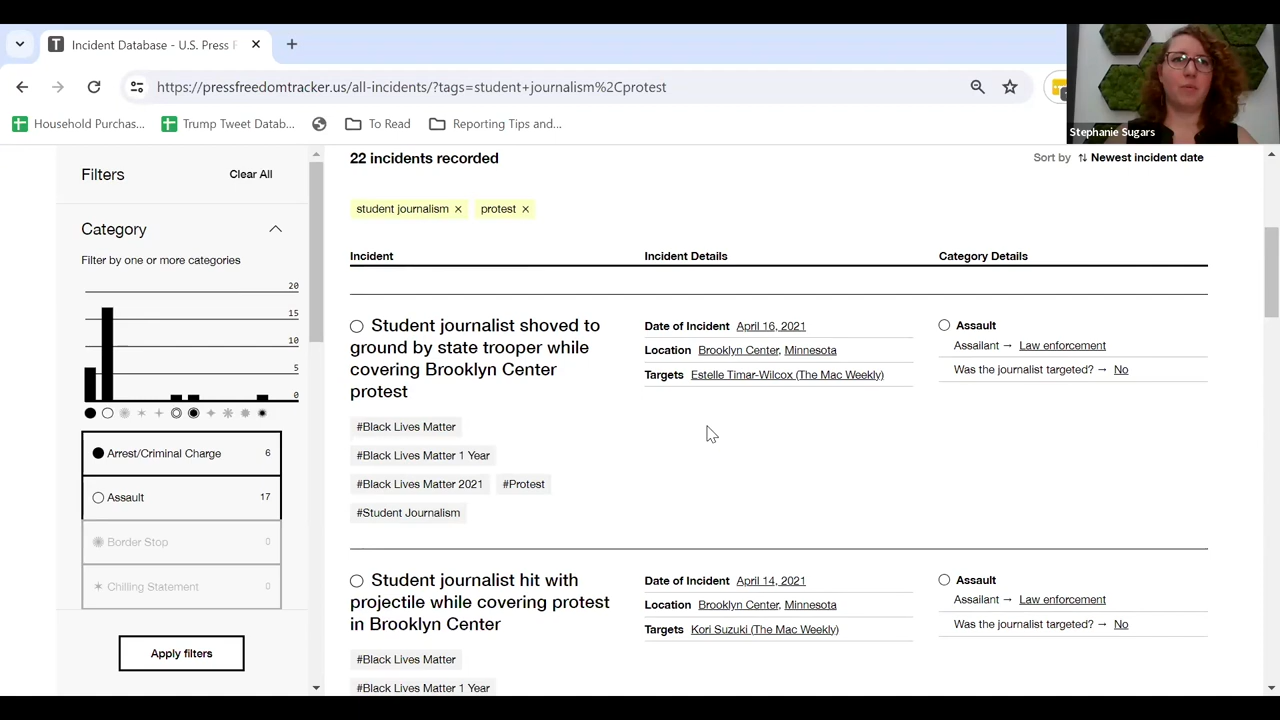 Incident Database - U.S. Press F
https://pressfreedomtracker.us/all-incidents/?tags=student+journalism%2Cprotest
Household Purchas...
Trump Tweet Datab...
To Read
Reporting Tips and...
Stephanie Sugars
Filters
Clear All
Category
Filter by one or more categories
20
15
10
5
0
Arrest/Criminal Charge 6
Assault 17
Border Stop 0
Chilling Statement 0
Apply filters
22 incidents recorded
Sort by Newest incident date
student journalism × protest ×
Incident Incident Details Category Details
Student journalist shoved to
ground by state trooper while
covering Brooklyn Center
protest
#Black Lives Matter
#Black Lives Matter 1 Year
#Black Lives Matter 2021 #Protest
#Student Journalism
Date of Incident April 16, 2021
Location Brooklyn Center, Minnesota
Targets Estelle Timar-Wilcox (The Mac Weekly)
Assault
Assailant → Law enforcement
Was the journalist targeted? → No
Student journalist hit with
projectile while covering protest
in Brooklyn Center
#Black Lives Matter
#Black Lives Matter 1 Year
Date of Incident April 14, 2021
Location Brooklyn Center, Minnesota
Targets Kori Suzuki (The Mac Weekly)
Assault
Assailant → Law enforcement
Was the journalist targeted? → No